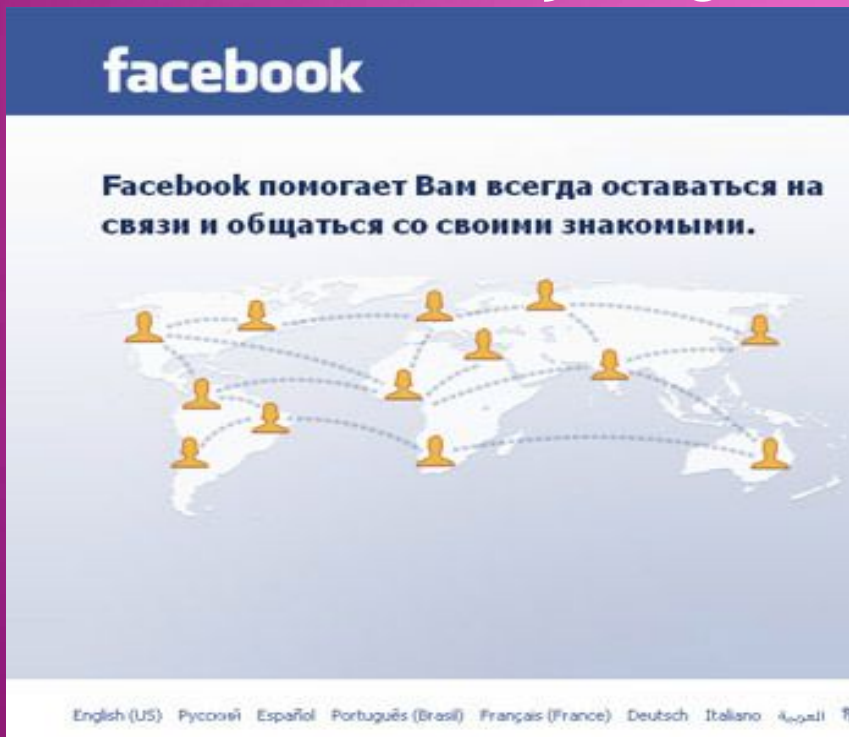 facebook
Facebook помогает Вам всегда оставаться на
связи и общаться со своими знакомыми.
English (US) Русский Español Português (Brasil) Français (France) Deutsch Italiano العربية